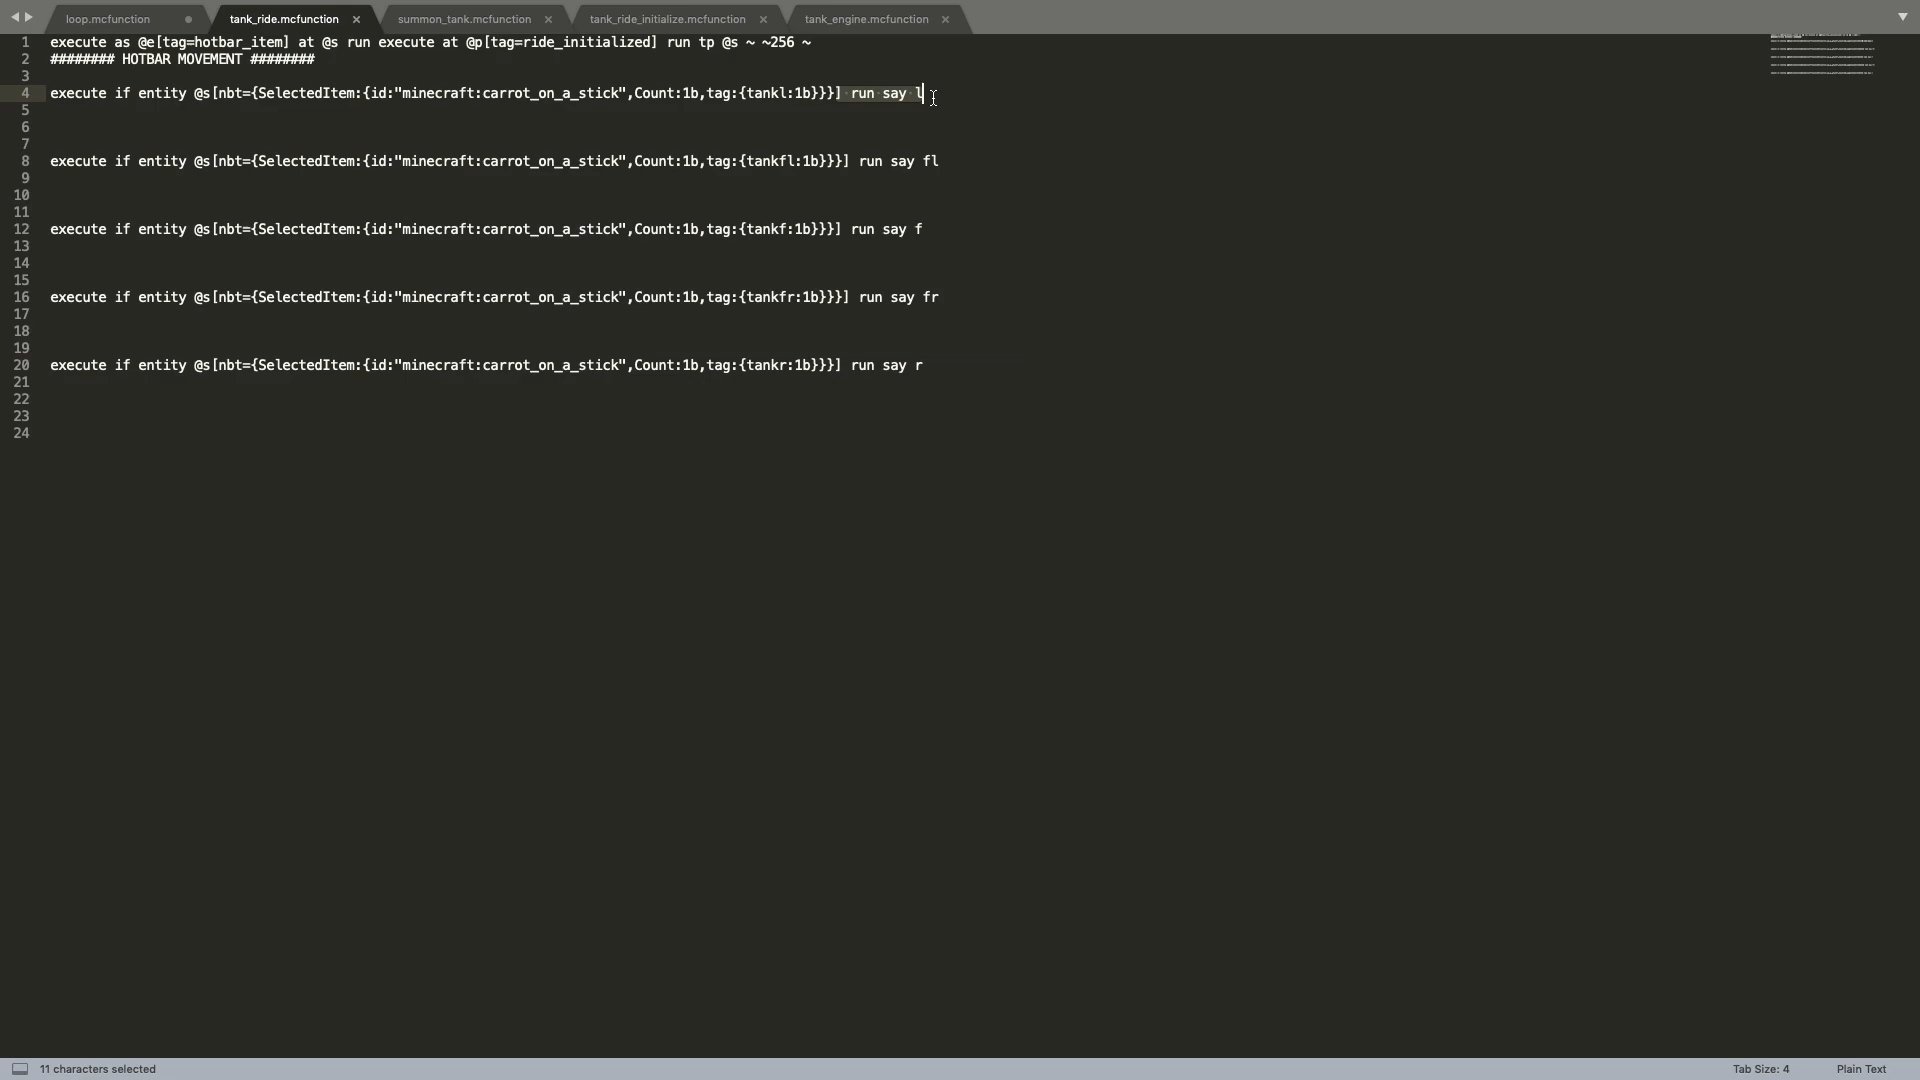 loop.mcfunction
tank_ride.mcfunction
summon_tank.mcfunction
tank_ride_initialize.mcfunction
tank_engine.mcfunction
1 execute as @e[tag=hotbar_item] at @s run execute at @p[tag=ride_initialized] run tp @s ~ ~256 ~
2 ######## HOTBAR MOVEMENT ########
3
4 execute if entity @s[nbt={SelectedItem:{id:"minecraft:carrot_on_a_stick",Count:1b,tag:{tankl:1b}}}] run say l
5
6
7
8 execute if entity @s[nbt={SelectedItem:{id:"minecraft:carrot_on_a_stick",Count:1b,tag:{tankfl:1b}}}] run say fl
9
10
11
12 execute if entity @s[nbt={SelectedItem:{id:"minecraft:carrot_on_a_stick",Count:1b,tag:{tankf:1b}}}] run say f
13
14
15
16 execute if entity @s[nbt={SelectedItem:{id:"minecraft:carrot_on_a_stick",Count:1b,tag:{tankfr:1b}}}] run say fr
17
18
19
20 execute if entity @s[nbt={SelectedItem:{id:"minecraft:carrot_on_a_stick",Count:1b,tag:{tankr:1b}}}] run say r
21
22
23
24
11 characters selected
Tab Size: 4
Plain Text